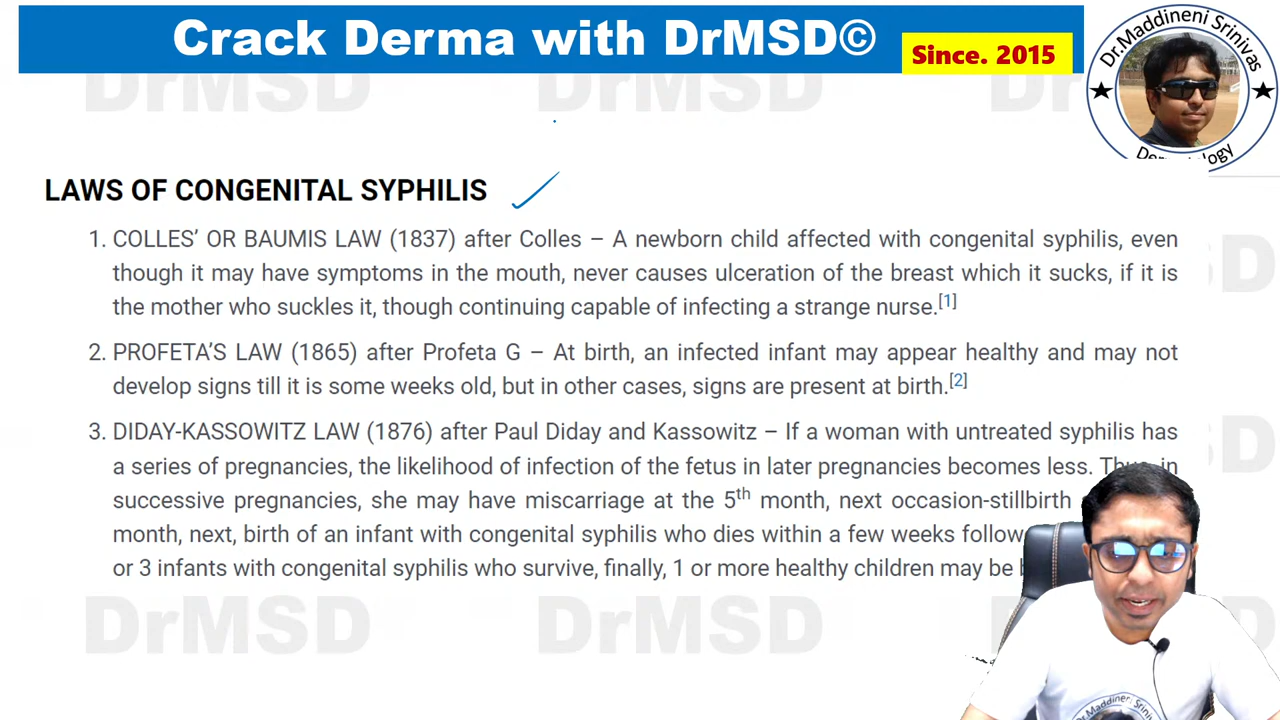 Crack Derma with DrMSD©
Since. 2015
Dr.Maddineni Srinivas
DrMSD DrMSD
LAWS OF CONGENITAL SYPHILIS
1. COLLES’ OR BAUMIS LAW (1837) after Colles – A newborn child affected with congenital syphilis, even
though it may have symptoms in the mouth, never causes ulceration of the breast which it sucks, if it is
the mother who suckles it, though continuing capable of infecting a strange nurse.[1]
2. PROFETA’S LAW (1865) after Profeta G – At birth, an infected infant may appear healthy and may not
develop signs till it is some weeks old, but in other cases, signs are present at birth.[2]
3. DIDAY-KASSOWITZ LAW (1876) after Paul Diday and Kassowitz – If a woman with untreated syphilis has
a series of pregnancies, the likelihood of infection of the fetus in later pregnancies becomes less. Thus, in
successive pregnancies, she may have miscarriage at the 5th month, next occasion-stillbirth
month, next, birth of an infant with congenital syphilis who dies within a few weeks
or 3 infants with congenital syphilis who survive, finally, 1 or more healthy children may be
DrMSD DrMSD